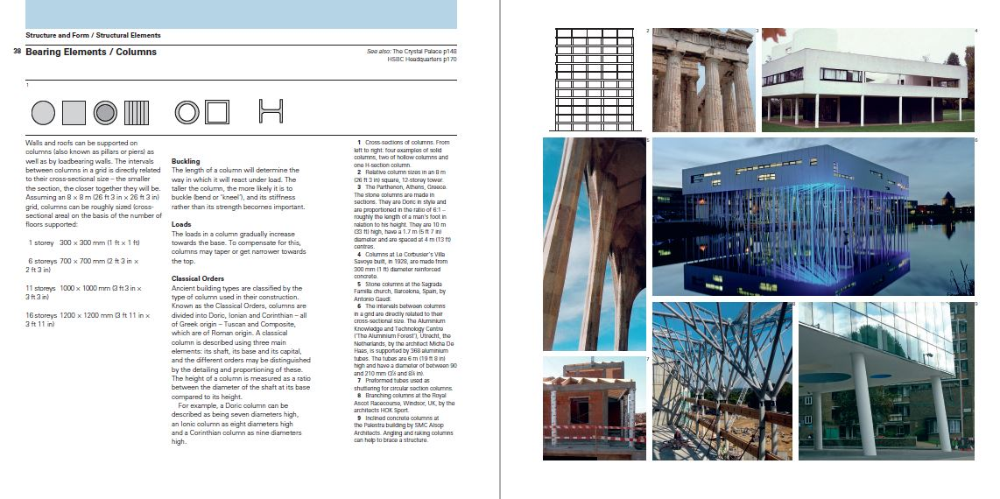 Structure and Form / Structural Elements
38 Bearing Elements / Columns
See also: The Crystal Palace p148
HSBC Headquarters p170
1
Walls and roofs can be supported on
columns (also known as pillars or piers) as
well as by loadbearing walls. The intervals
between columns in a grid is directly related
to their cross-sectional size – the smaller
the section, the closer together they will be.
Assuming an 8 × 8 m (26 ft 3 in × 26 ft 3 in)
grid, columns can be roughly sized (cross-
sectional area) on the basis of the number of
floors supported:
1 storey 300 × 300 mm (1 ft × 1 ft)
6 storeys 700 × 700 mm (2 ft 3 in ×
2 ft 3 in)
11 storeys 1000 × 1000 mm (3 ft 3 in ×
3 ft 3 in)
16 storeys 1200 × 1200 mm (3 ft 11 in ×
3 ft 11 in)
Buckling
The length of a column will determine the
way in which it will react under load. The
taller the column, the more likely it is to
buckle (bend or 'kneel'), and its stiffness
rather than its strength becomes important.
Loads
The loads in a column gradually increase
towards the base. To compensate for this,
columns may taper or get narrower towards
the top.
Classical Orders
Ancient building types are classified by the
type of column used in their construction.
Known as the Classical Orders, columns are
divided into Doric, Ionian and Corinthian – all
of Greek origin – Tuscan and Composite,
which are of Roman origin. A classical
column is described using three main
elements: its shaft, its base and its capital,
and the different orders may be distinguished
by the detailing and proportioning of these.
The height of a column is measured as a ratio
between the diameter of the shaft at its base
compared to its height.
For example, a Doric column can be
described as being seven diameters high,
an Ionic column as eight diameters high
and a Corinthian column as nine diameters
high.
1 Cross-sections of columns. From
left to right: four examples of solid
columns, two of hollow columns and
one H-section column.
2 Relative column sizes in an 8 m
(26 ft 3 in) square, 12-storey tower.
3 The Parthenon, Athens, Greece.
The stone columns are made in
sections. They are Doric in style and
are proportioned in the ratio of 6:1 –
roughly the length of a man's foot in
relation to his height. They are 10 m
(33 ft) high, have a 1.7 m (5 ft 7 in)
diameter and are spaced at 4 m (13 ft)
centres.
4 Columns at Le Corbusier's Villa
Savoye built, in 1928, are made from
300 mm (1 ft) diameter reinforced
concrete.
5 Stone columns at the Sagrada
Familia church, Barcelona, Spain, by
Antonio Gaudí.
6 The intervals between columns
in a grid are directly related to their
cross-sectional size. The Aluminium
Knowledge and Technology Centre
('The Aluminium Forest'), Utrecht, the
Netherlands, by the architect Micha De
Haas, is supported by 368 aluminium
tubes. The tubes are 6 m (19 ft 8 in)
high and have a diameter of between 90
and 210 mm (3½ and 8¼ in).
7 Preformed tubes used as
shuttering for circular section columns.
8 Branching columns at the Royal
Ascot Racecourse, Windsor, UK, by the
architects HOK Sport.
9 Inclined concrete columns at
the Palestra building by SMC Alsop
Architects. Angling and raking columns
can help to brace a structure.
2
3
4
5
6
7
9